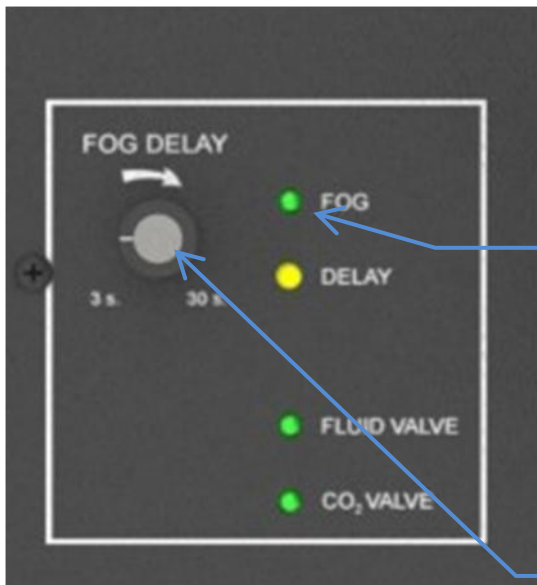 FOG DELAY
FOG
DELAY
3 s. 30 s.
FLUID VALVE
CO₂ VALVE